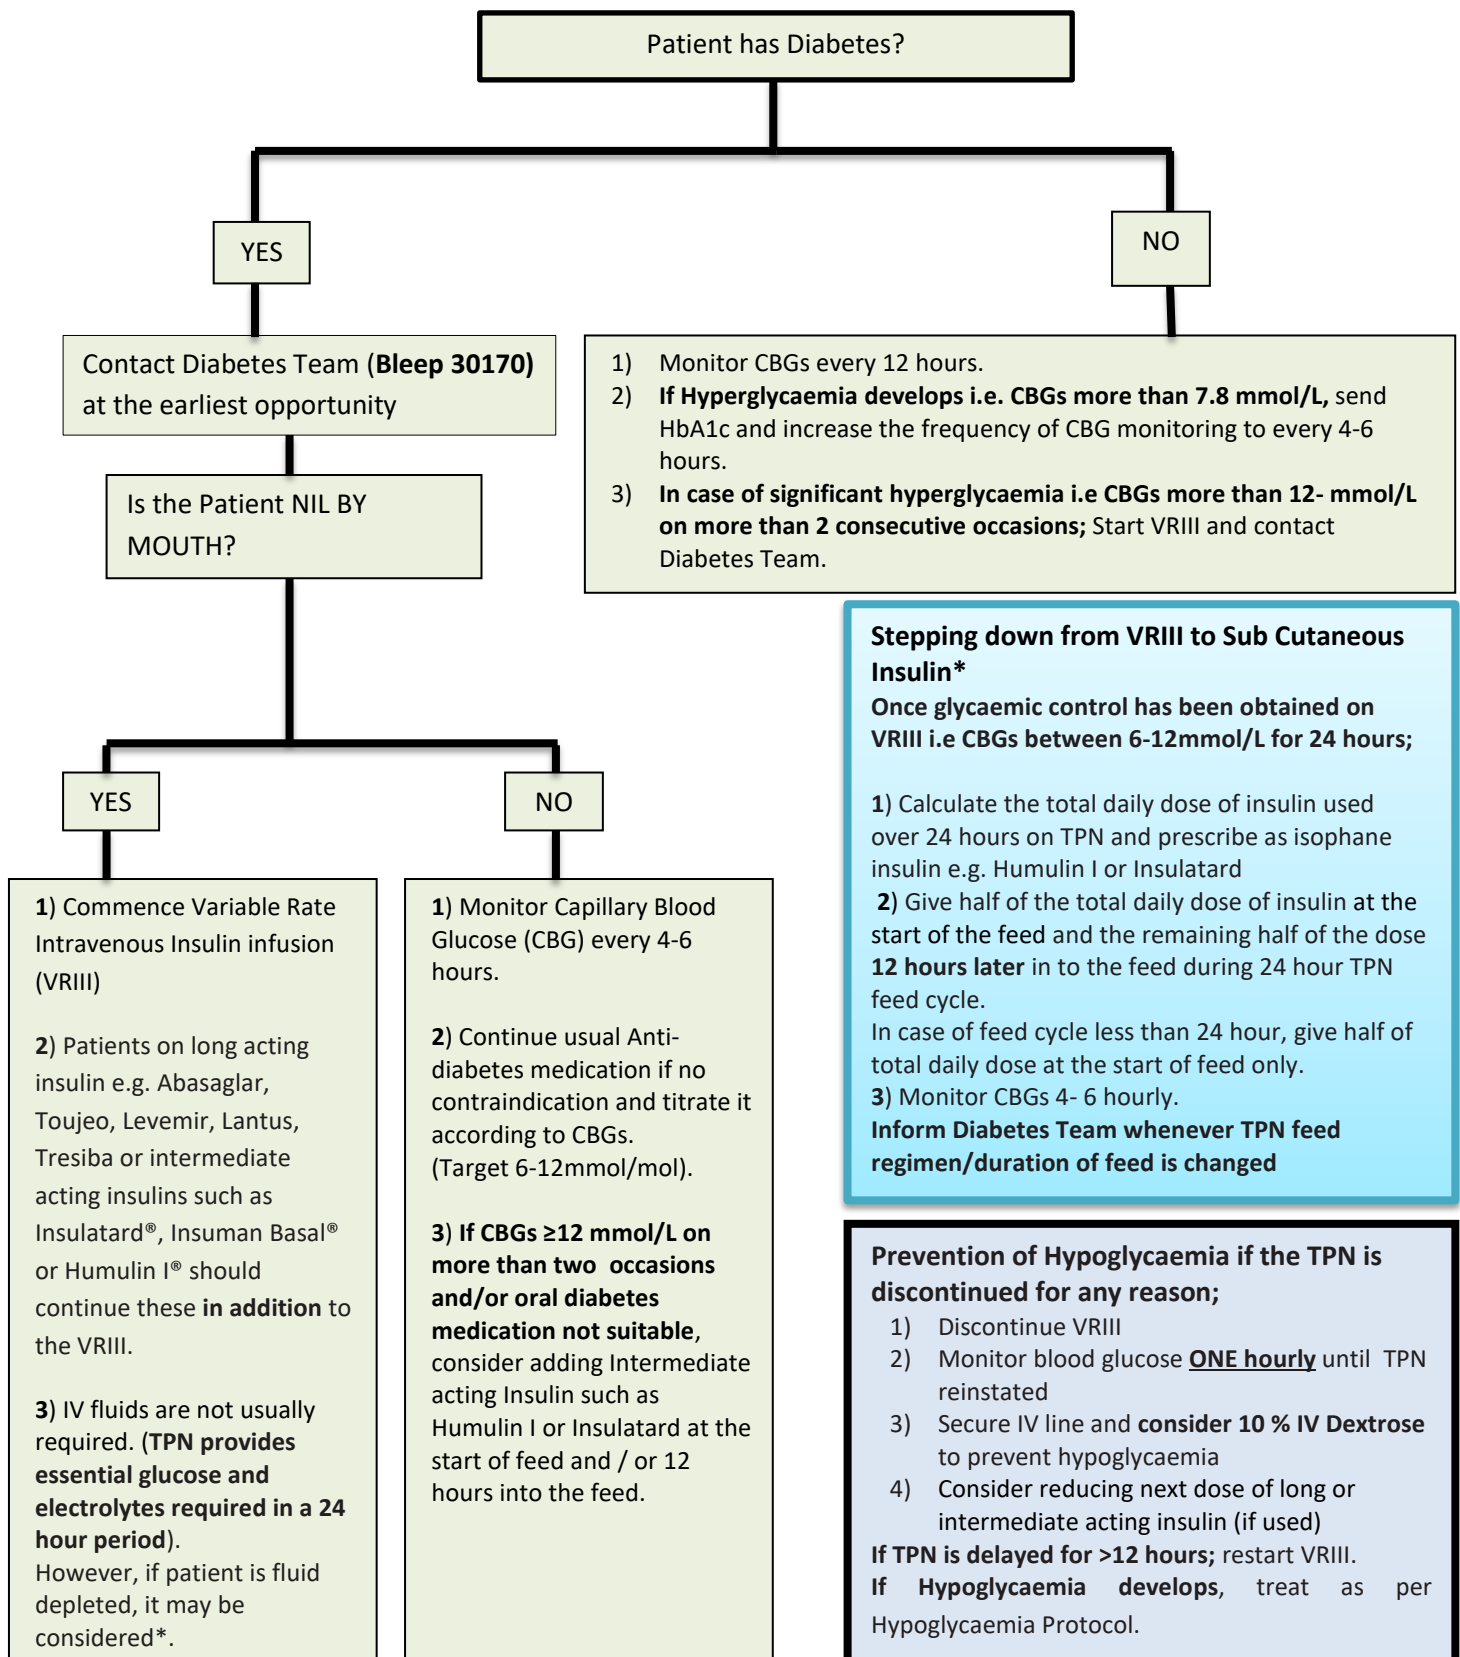 Patient has Diabetes?
YES
NO
Contact Diabetes Team (Bleep 30170)
at the earliest opportunity
1) Monitor CBGs every 12 hours.
2) If Hyperglycaemia develops i.e. CBGs more than 7.8 mmol/L, send
HbA1c and increase the frequency of CBG monitoring to every 4-6
hours.
3) In case of significant hyperglycaemia i.e CBGs more than 12- mmol/L
on more than 2 consecutive occasions; Start VRIII and contact
Diabetes Team.
Is the Patient NIL BY
MOUTH?
YES
NO
1) Commence Variable Rate
Intravenous Insulin infusion
(VRIII)
2) Patients on long acting
insulin e.g. Abasaglar,
Toujeo, Levemir, Lantus,
Tresiba or intermediate
acting insulins such as
Insulatard®, Insuman Basal®
or Humulin I® should
continue these in addition to
the VRIII.
3) IV fluids are not usually
required. (TPN provides
essential glucose and
electrolytes required in a 24
hour period).
However, if patient is fluid
depleted, it may be
considered*.
1) Monitor Capillary Blood
Glucose (CBG) every 4-6
hours.
2) Continue usual Anti-
diabetes medication if no
contraindication and titrate it
according to CBGs.
(Target 6-12mmol/mol).
3) If CBGs ≥12 mmol/L on
more than two occasions
and/or oral diabetes
medication not suitable,
consider adding Intermediate
acting Insulin such as
Humulin I or Insulatard at the
start of feed and / or 12
hours into the feed.
Stepping down from VRIII to Sub Cutaneous
Insulin*
Once glycaemic control has been obtained on
VRIII i.e CBGs between 6-12mmol/L for 24 hours;
1) Calculate the total daily dose of insulin used
over 24 hours on TPN and prescribe as isophane
insulin e.g. Humulin I or Insulatard
2) Give half of the total daily dose of insulin at the
start of the feed and the remaining half of the dose
12 hours later in to the feed during 24 hour TPN
feed cycle.
In case of feed cycle less than 24 hour, give half of
total daily dose at the start of feed only.
3) Monitor CBGs 4- 6 hourly.
Inform Diabetes Team whenever TPN feed
regimen/duration of feed is changed
Prevention of Hypoglycaemia if the TPN is
discontinued for any reason;
1) Discontinue VRIII
2) Monitor blood glucose ONE hourly until TPN
reinstated
3) Secure IV line and consider 10 % IV Dextrose
to prevent hypoglycaemia
4) Consider reducing next dose of long or
intermediate acting insulin (if used)
If TPN is delayed for >12 hours; restart VRIII.
If Hypoglycaemia develops, treat as per
Hypoglycaemia Protocol.